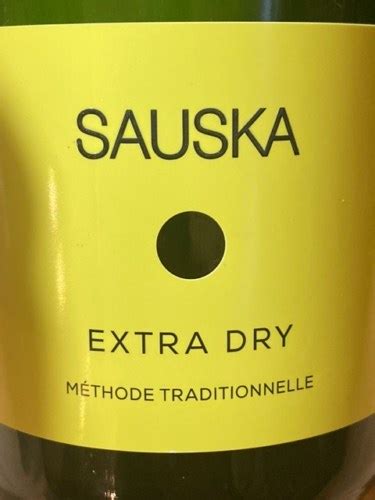 SAUSKA
EXTRA DRY
MÉTHODE TRADITIONNELLE